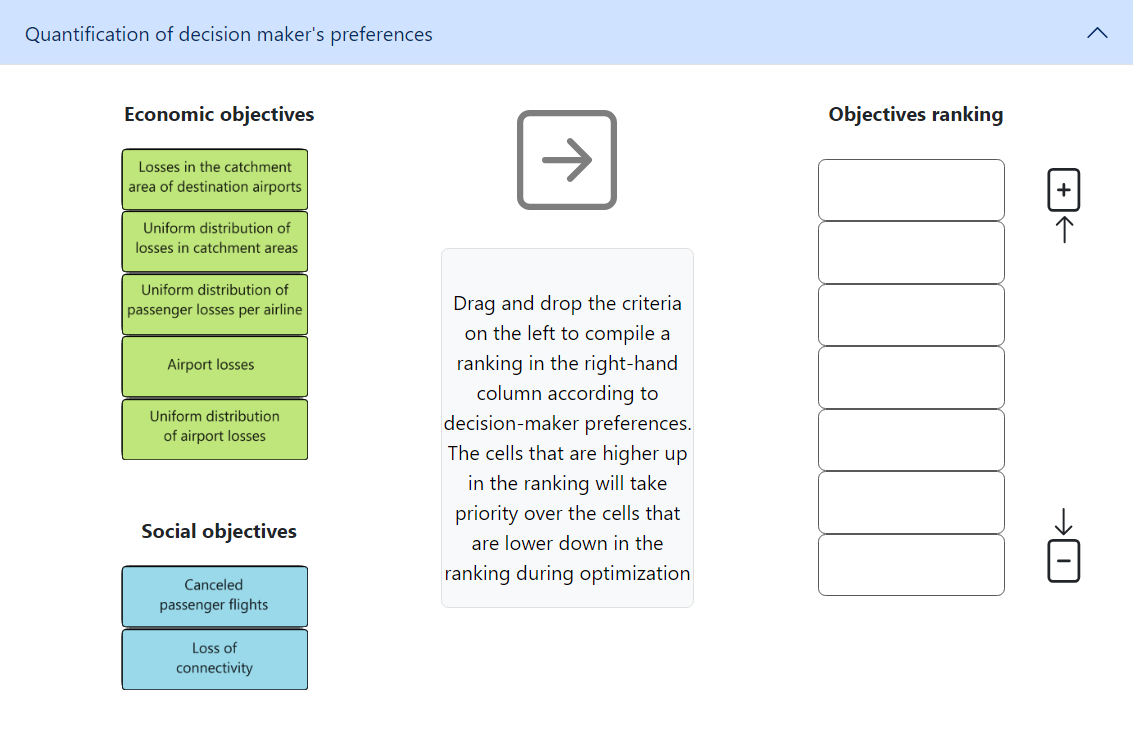 Quantification of decision maker's preferences
Economic objectives
Losses in the catchment
area of destination airports
Uniform distribution of
losses in catchment areas
Uniform distribution of
passenger losses per airline
Airport losses
Uniform distribution
of airport losses
Social objectives
Canceled
passenger flights
Loss of
connectivity
Drag and drop the criteria
on the left to compile a
ranking in the right-hand
column according to
decision-maker preferences.
The cells that are higher up
in the ranking will take
priority over the cells that
are lower down in the
ranking during optimization
Objectives ranking
+
−